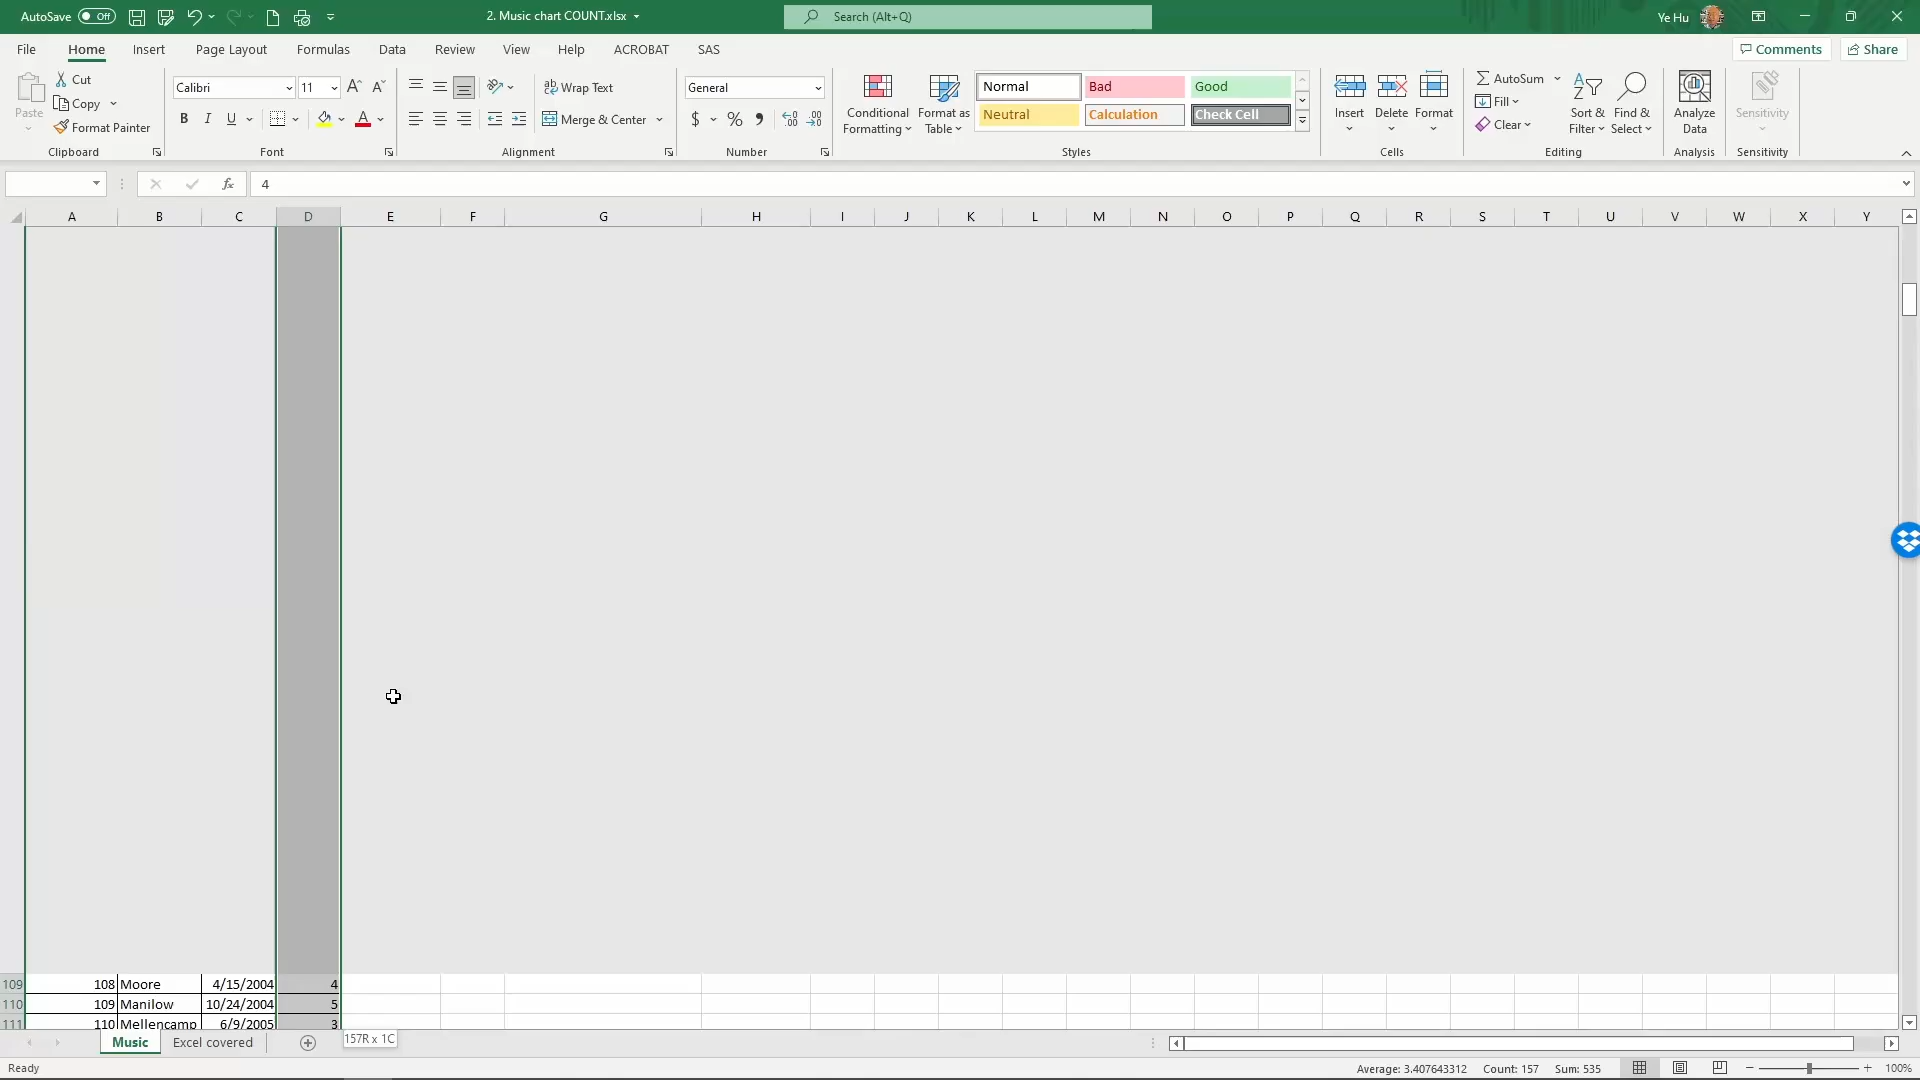 AutoSave Off 2. Music chart COUNT.xlsx Search (Alt+Q) Ye Hu
File Home Insert Page Layout Formulas Data Review View Help ACROBAT SAS Comments Share
Paste Cut Copy Format Painter
Calibri 11 A A
B I U A
ab Wrap Text
Merge & Center
General
$ %
Conditional Formatting Format as Table
Normal Bad Good
Neutral Calculation Check Cell
Insert Delete Format
AutoSum
Fill
Clear
Sort & Filter Find & Select
Analyze Data
Sensitivity
Clipboard Font Alignment Number Styles Cells Editing Analysis Sensitivity
fx 4
A B C D E F G H I J K L M N O P Q R S T U V W X Y
109 108 Moore 4/15/2004 4
110 109 Manilow 10/24/2004 5
111 110 Mellencamp 6/9/2005 3
Music Excel covered 157R x 1C
Ready Average: 3.407643312 Count: 157 Sum: 535 100%